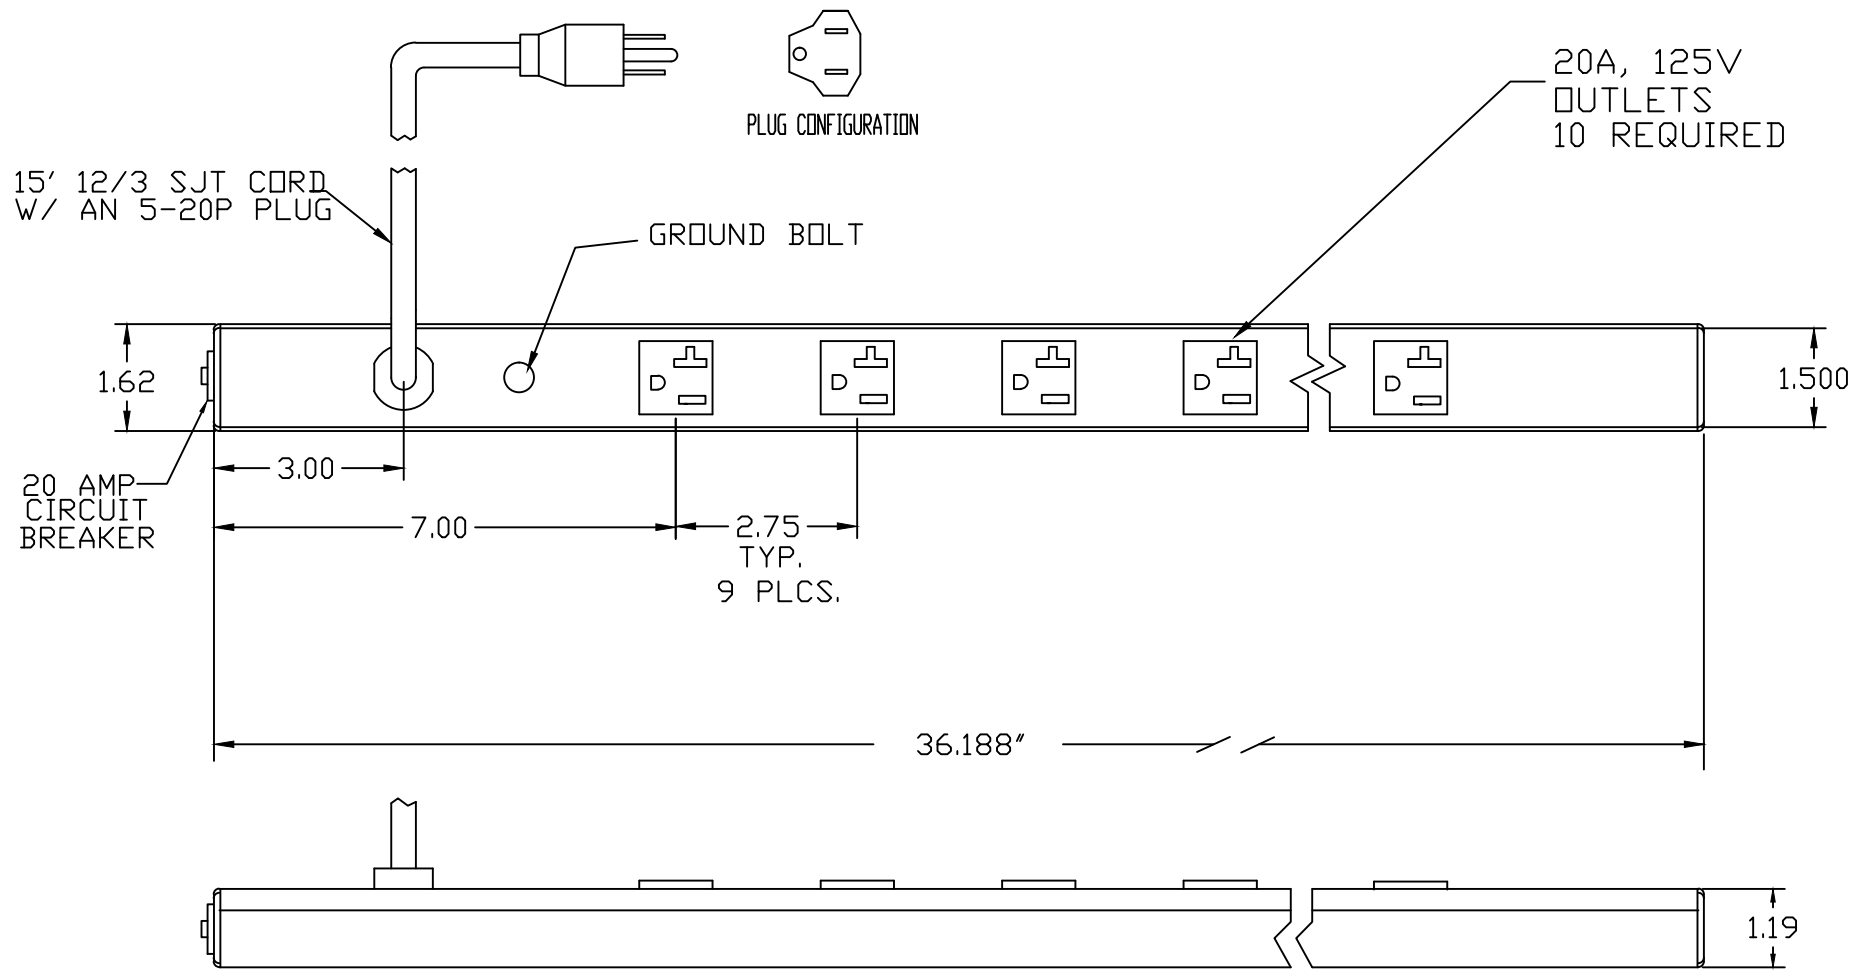 PLUG CONFIGURATION
20A, 125V
OUTLETS
10 REQUIRED
15' 12/3 SJT CORD
W/ AN 5-20P PLUG
GROUND BOLT
1.62
1.500
20 AMP
CIRCUIT
BREAKER
3.00
7.00
2.75
TYP.
9 PLCS.
36.188"
1.19